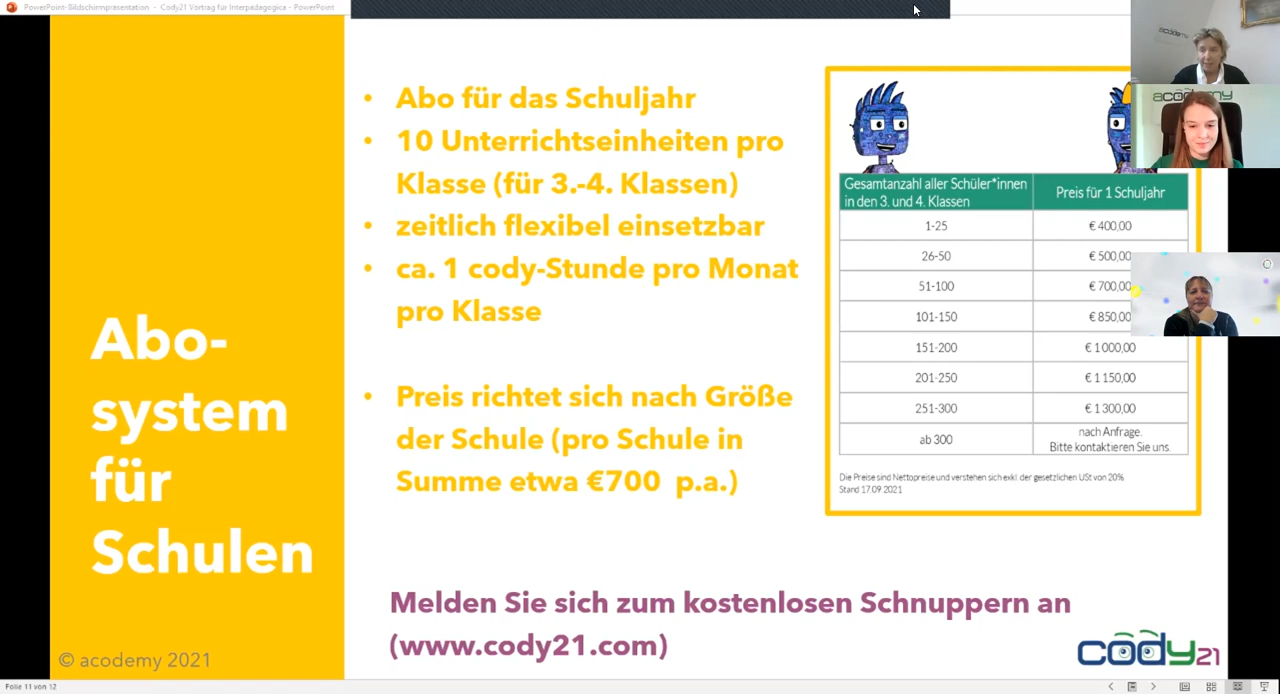 PowerPoint-Bildschirmpräsentation - Cody21 Vortrag für Interpädagogica - PowerPoint
Abo-
system
für
Schulen
© acodemy 2021
• Abo für das Schuljahr
• 10 Unterrichtseinheiten pro
Klasse (für 3.-4. Klassen)
• zeitlich flexibel einsetzbar
• ca. 1 cody-Stunde pro Monat
pro Klasse
• Preis richtet sich nach Größe
der Schule (pro Schule in
Summe etwa €700 p.a.)
Gesamtanzahl aller Schüler*innen
in den 3. und 4. Klassen
Preis für 1 Schuljahr
1-25 € 400,00
26-50 € 500,00
51-100 € 700,00
101-150 € 850,00
151-200 € 1 000,00
201-250 € 1 150,00
251-300 € 1 300,00
ab 300
nach Anfrage.
Bitte kontaktieren Sie uns.
Die Preise sind Nettopreise und verstehen sich exkl. der gesetzlichen USt von 20%
Stand 17.09 2021
Melden Sie sich zum kostenlosen Schnuppern an
(www.cody21.com)
cody21
acodemy
acodemy
Folie 11 von 12